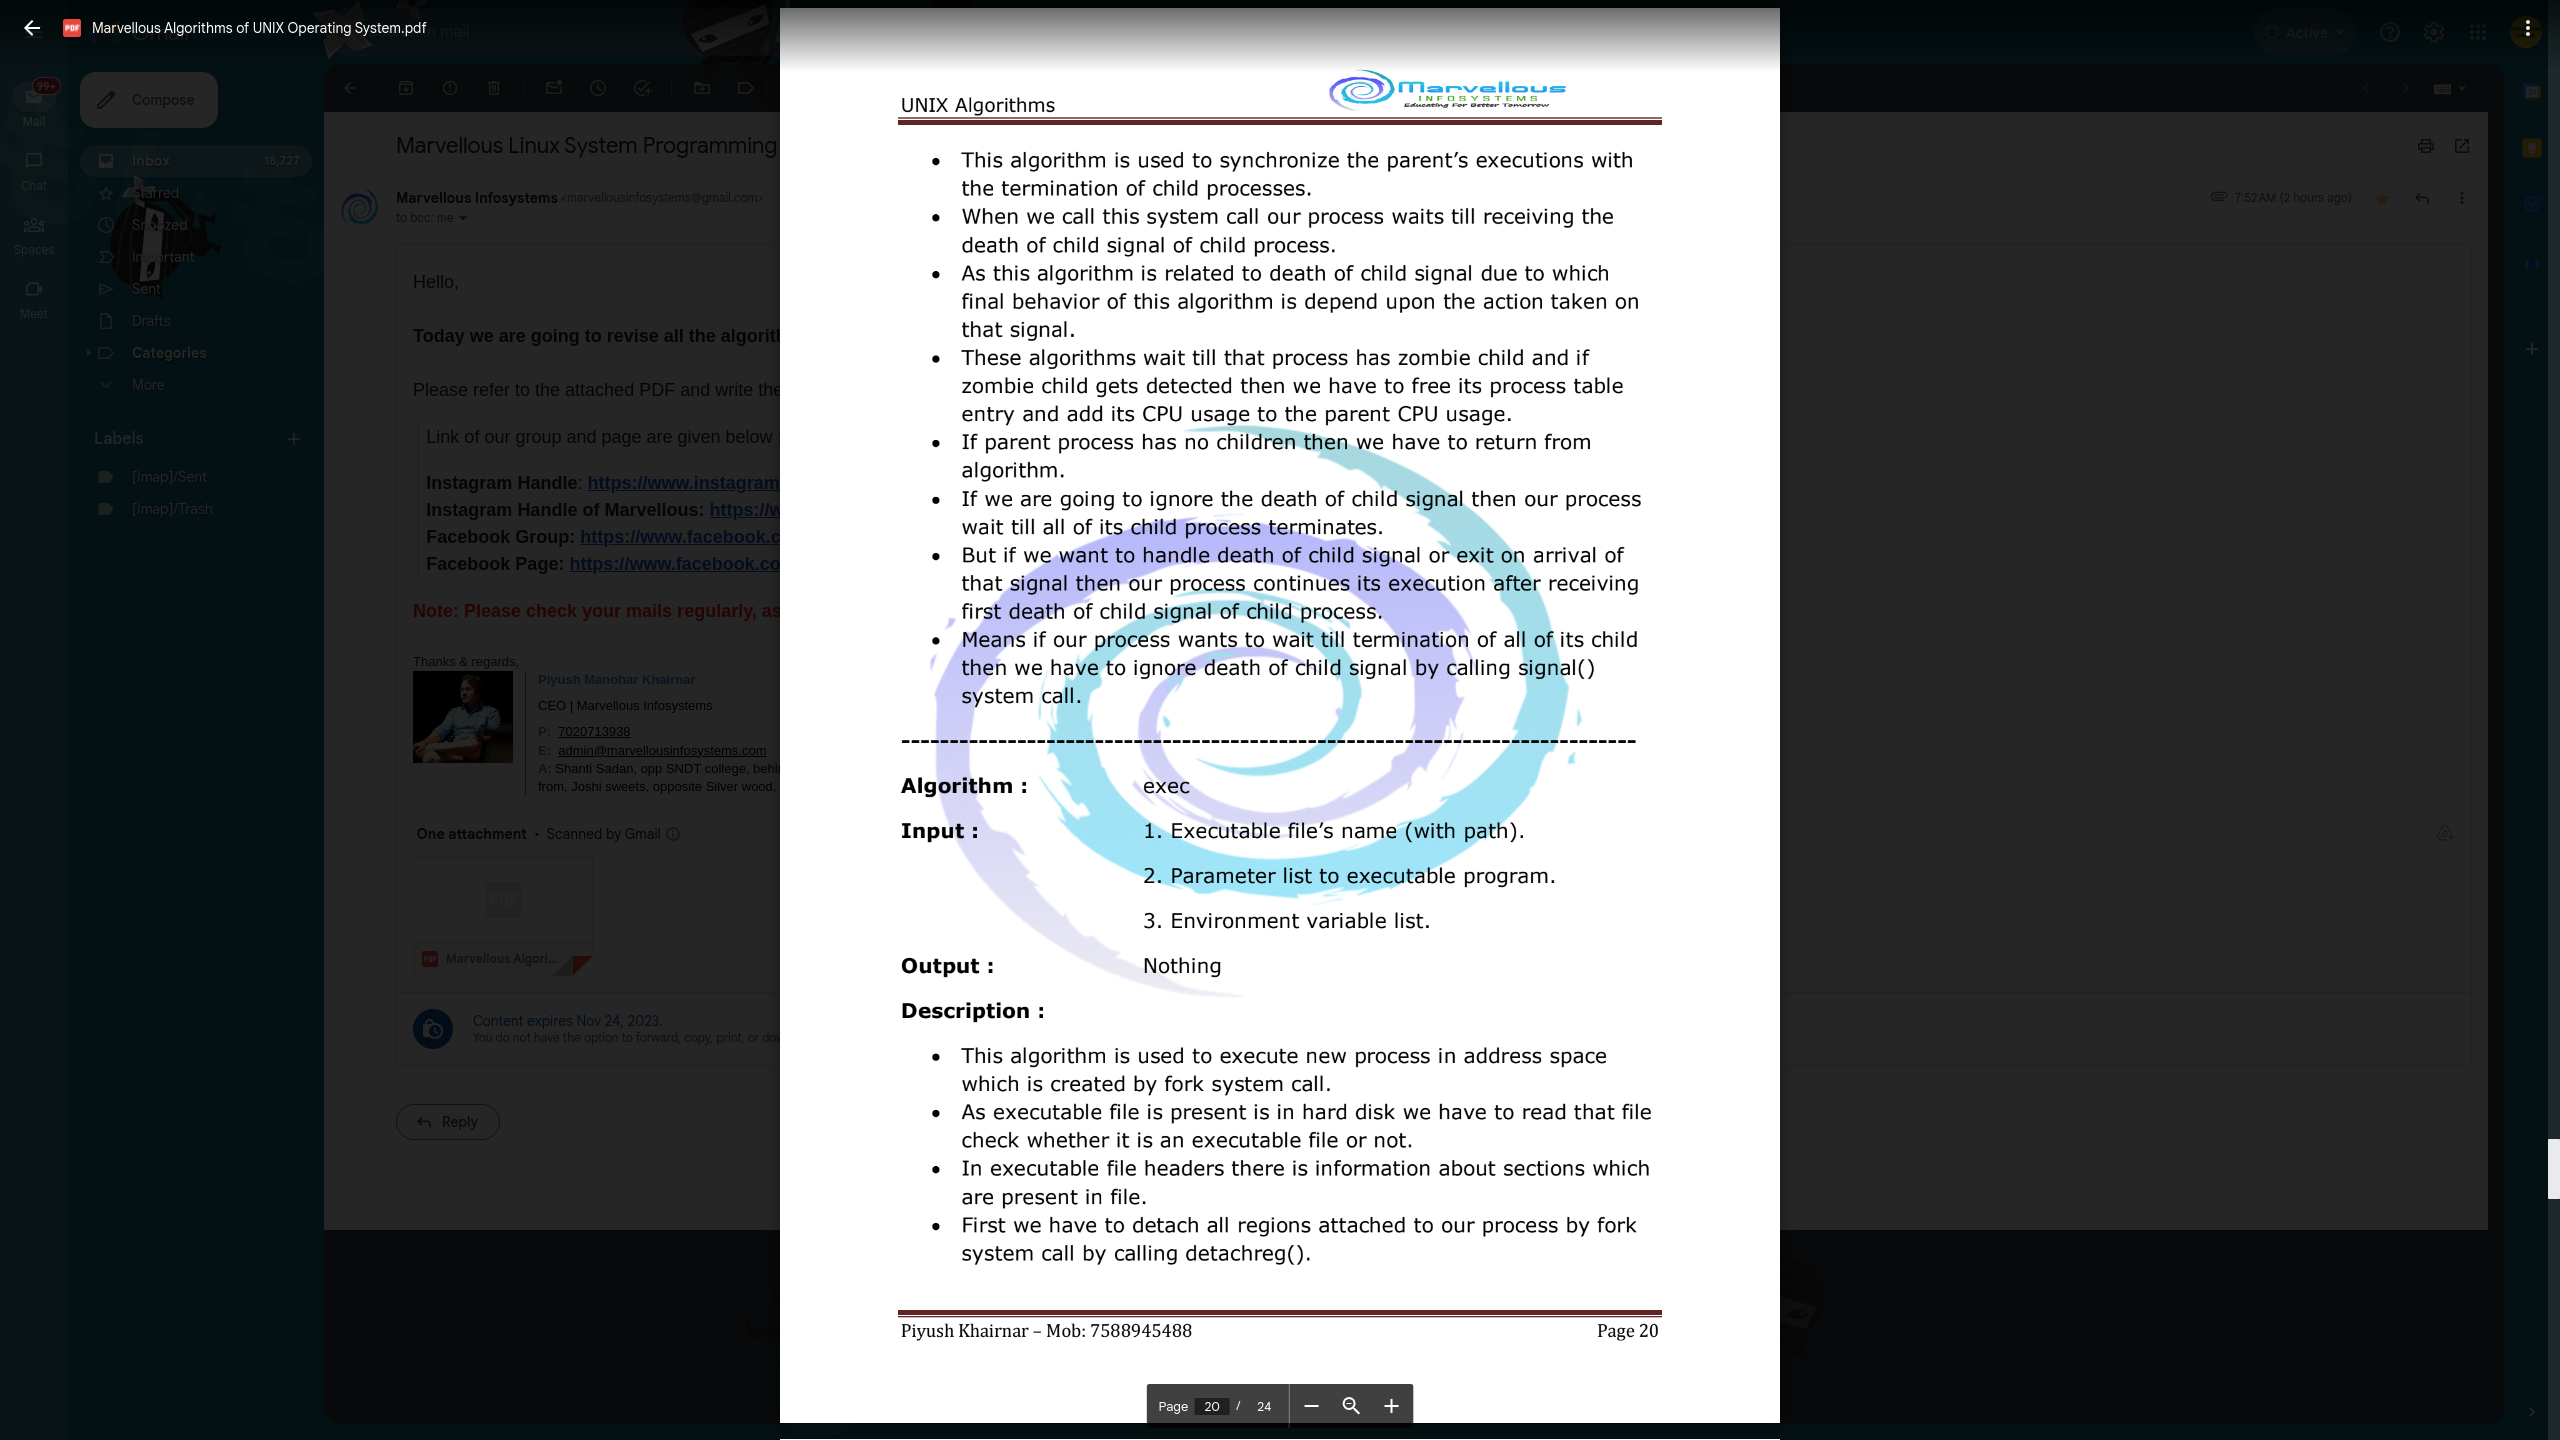 Marvellous Algorithms of UNIX Operating System.pdf
in mail
Active
99+
Mail
Chat
Spaces
Meet
Compose
Inbox 18,727
Starred
Snoozed
Important
Sent
Drafts
Categories
More
Labels
[Imap]/Sent
[Imap]/Trash
Marvellous Linux System Programming
Marvellous Infosystems <marvellousinfosystems@gmail.com>
to bcc: me
7:52 AM (2 hours ago)
Hello,
Today we are going to revise all the algorit
Please refer to the attached PDF and write the
Link of our group and page are given below
Instagram Handle: https://www.instagram
Instagram Handle of Marvellous: https://w
Facebook Group: https://www.facebook.c
Facebook Page: https://www.facebook.co
Note: Please check your mails regularly, as
Thanks & regards,
Piyush Manohar Khairnar
CEO | Marvellous Infosystems
P: 7020713938
E: admin@marvellousinfosystems.com
A: Shanti Sadan, opp SNDT college, behi
from, Joshi sweets, opposite Silver wood,
One attachment • Scanned by Gmail
PDF
Marvellous Algori...
Content expires Nov 24, 2023.
You do not have the option to forward, copy, print, or dow
Reply
UNIX Algorithms
Marvellous
INFOSYSTEMS
Educating For Better Tomorrow
• This algorithm is used to synchronize the parent’s executions with
the termination of child processes.
• When we call this system call our process waits till receiving the
death of child signal of child process.
• As this algorithm is related to death of child signal due to which
final behavior of this algorithm is depend upon the action taken on
that signal.
• These algorithms wait till that process has zombie child and if
zombie child gets detected then we have to free its process table
entry and add its CPU usage to the parent CPU usage.
• If parent process has no children then we have to return from
algorithm.
• If we are going to ignore the death of child signal then our process
wait till all of its child process terminates.
• But if we want to handle death of child signal or exit on arrival of
that signal then our process continues its execution after receiving
first death of child signal of child process.
• Means if our process wants to wait till termination of all of its child
then we have to ignore death of child signal by calling signal()
system call.
-----------------------------------------------------------------------------
Algorithm : exec
Input : 1. Executable file’s name (with path).
2. Parameter list to executable program.
3. Environment variable list.
Output : Nothing
Description :
• This algorithm is used to execute new process in address space
which is created by fork system call.
• As executable file is present is in hard disk we have to read that file
check whether it is an executable file or not.
• In executable file headers there is information about sections which
are present in file.
• First we have to detach all regions attached to our process by fork
system call by calling detachreg().
Piyush Khairnar – Mob: 7588945488 Page 20
Page 20 / 24